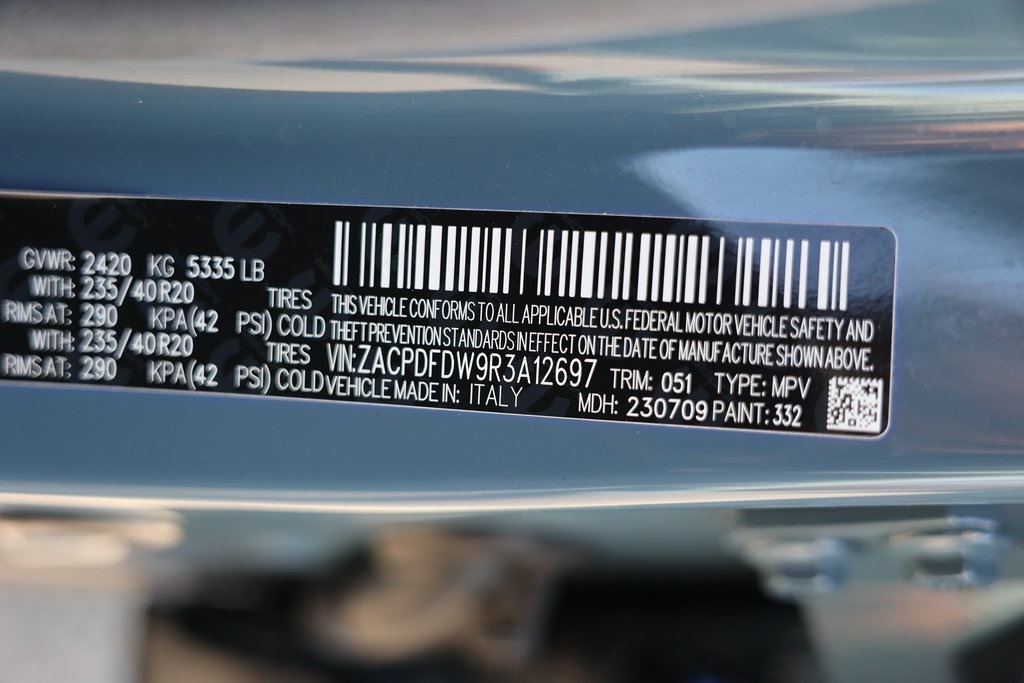 GVWR: 2420 KG 5335 LB
WITH: 235/40R20 TIRES
RIMS AT: 290 KPA(42 PSI) COLD
WITH: 235/40R20 TIRES
RIMS AT: 290 KPA(42 PSI) COLD
THIS VEHICLE CONFORMS TO ALL APPLICABLE U.S. FEDERAL MOTOR VEHICLE SAFETY AND
THEFT PREVENTION STANDARDS IN EFFECT ON THE DATE OF MANUFACTURE SHOWN ABOVE.
VIN: ZACPDFDW9R3A12697 TRIM: 051 TYPE: MPV
VEHICLE MADE IN: ITALY MDH: 230709 PAINT: 332